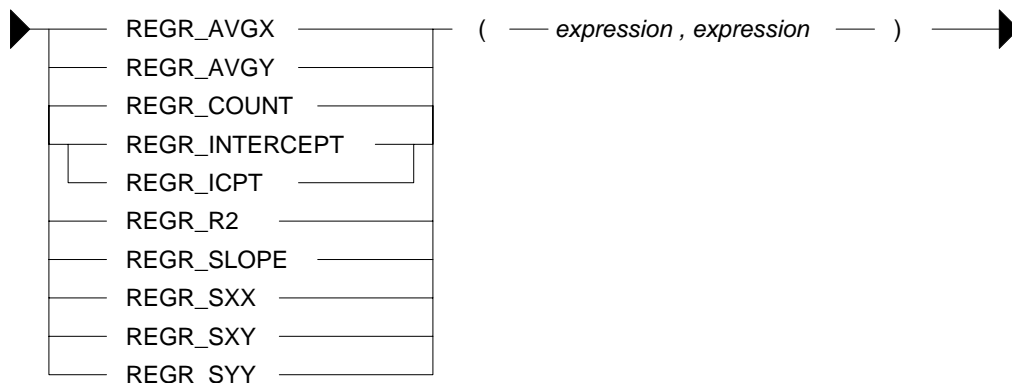 REGR_AVGX ( expression , expression )
REGR_AVGY
REGR_COUNT
REGR_INTERCEPT
REGR_ICPT
REGR_R2
REGR_SLOPE
REGR_SXX
REGR_SXY
REGR_SYY